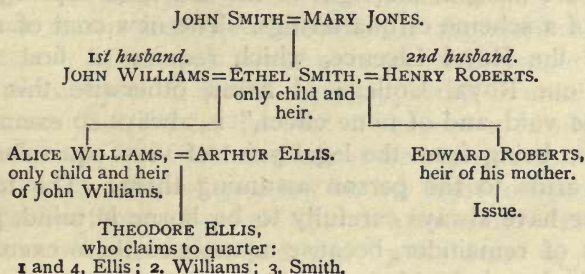 JOHN SMITH=MARY JONES.
1st husband. 2nd husband.
JOHN WILLIAMS=ETHEL SMITH,=HENRY ROBERTS.
only child and
heir.
ALICE WILLIAMS, = ARTHUR ELLIS. EDWARD ROBERTS,
only child and heir heir of his mother.
of John Williams.
Issue.
THEODORE ELLIS,
who claims to quarter:
1 and 4, Ellis; 2. Williams; 3. Smith.